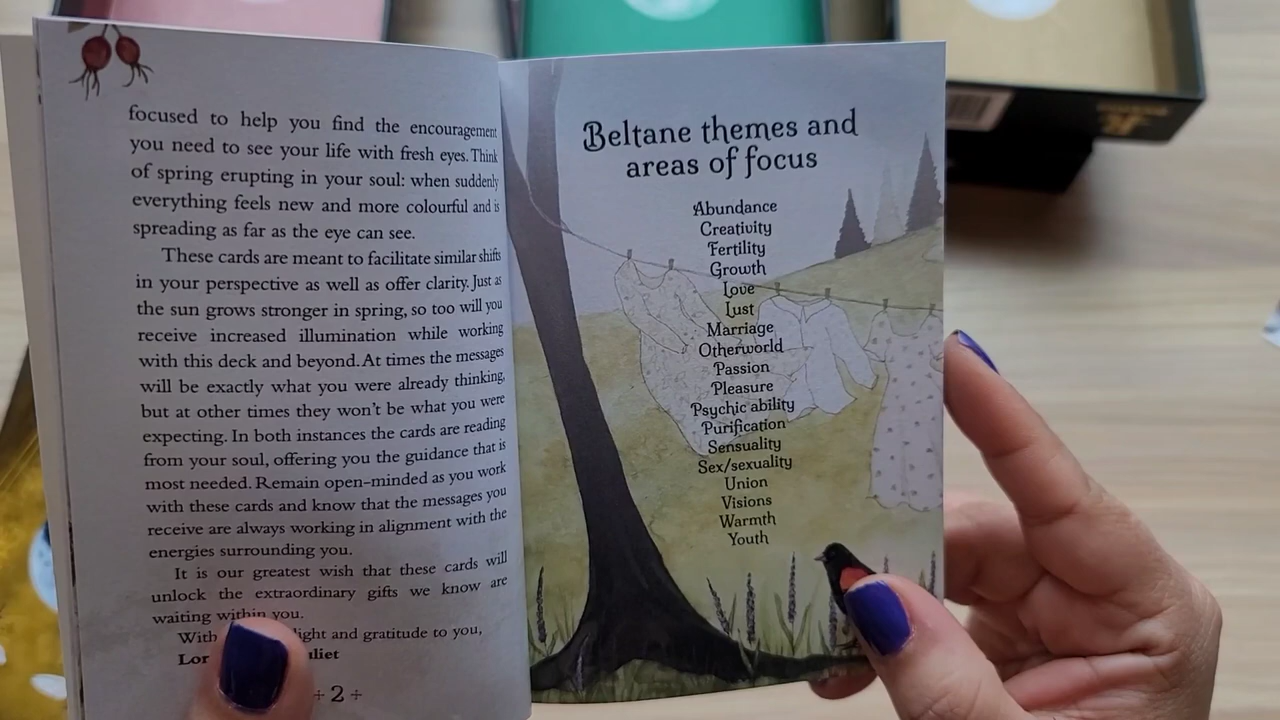 focused to help you find the encouragement
you need to see your life with fresh eyes. Think
of spring erupting in your soul: when suddenly
everything feels new and more colourful and is
spreading as far as the eye can see.
These cards are meant to facilitate similar shifts
in your perspective as well as offer clarity. Just as
the sun grows stronger in spring, so too will you
receive increased illumination while working
with this deck and beyond. At times the messages
will be exactly what you were already thinking,
but at other times they won't be what you were
expecting. In both instances the cards are reading
from your soul, offering you the guidance that is
most needed. Remain open-minded as you work
with these cards and know that the messages you
receive are always working in alignment with the
energies surrounding you.
It is our greatest wish that these cards will
unlock the extraordinary gifts we know are
waiting within you.
With light and gratitude to you,
÷ 2 ÷
Beltane themes and
areas of focus
Abundance
Creativity
Fertility
Growth
Love
Lust
Marriage
Otherworld
Passion
Pleasure
Psychic ability
Purification
Sensuality
Sex/sexuality
Union
Visions
Warmth
Youth